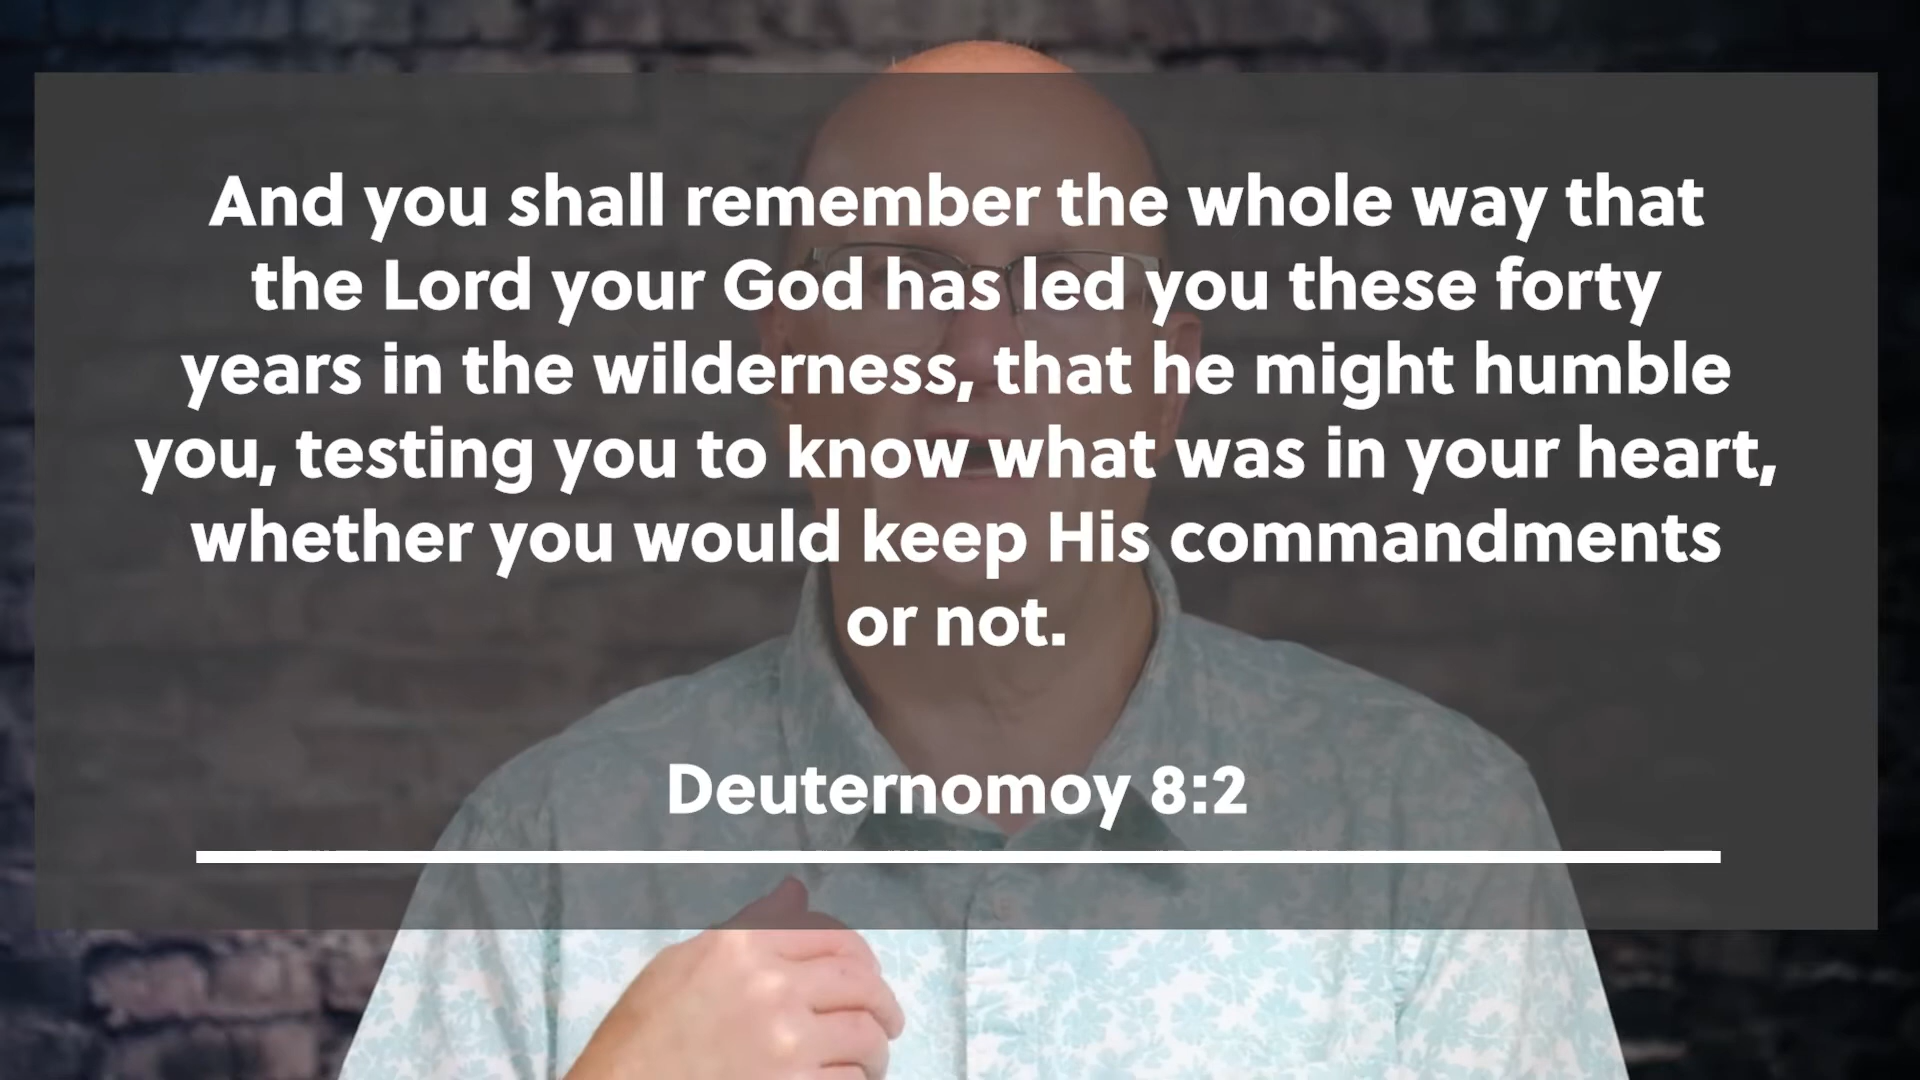 And you shall remember the whole way that
the Lord your God has led you these forty
years in the wilderness, that he might humble
you, testing you to know what was in your heart,
whether you would keep His commandments
or not.
Deuternomoy 8:2